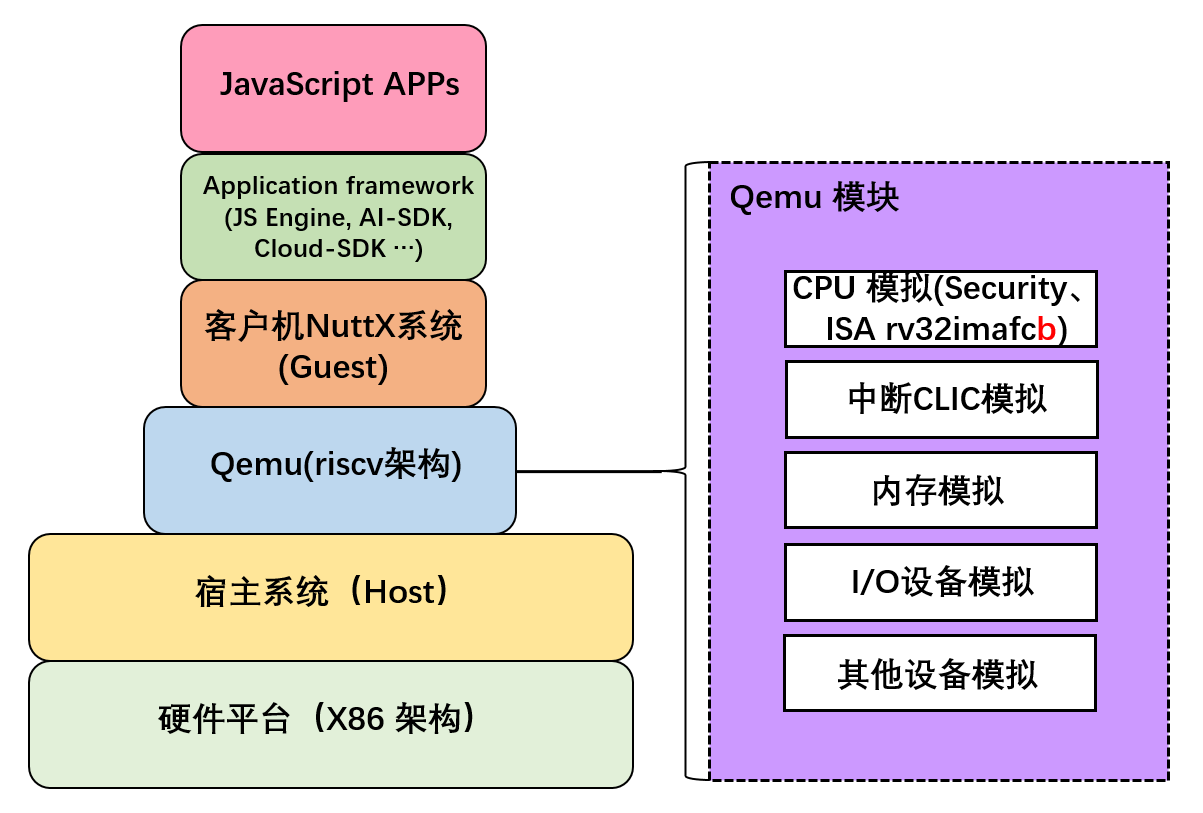 JavaScript APPs
Application framework
(JS Engine, AI-SDK,
Cloud-SDK ···)
客户机NuttX系统
(Guest)
Qemu(riscv架构)
宿主系统（Host）
硬件平台（X86 架构）
Qemu 模块
CPU 模拟(Security、
ISA rv32imafcb)
中断CLIC模拟
内存模拟
I/O设备模拟
其他设备模拟